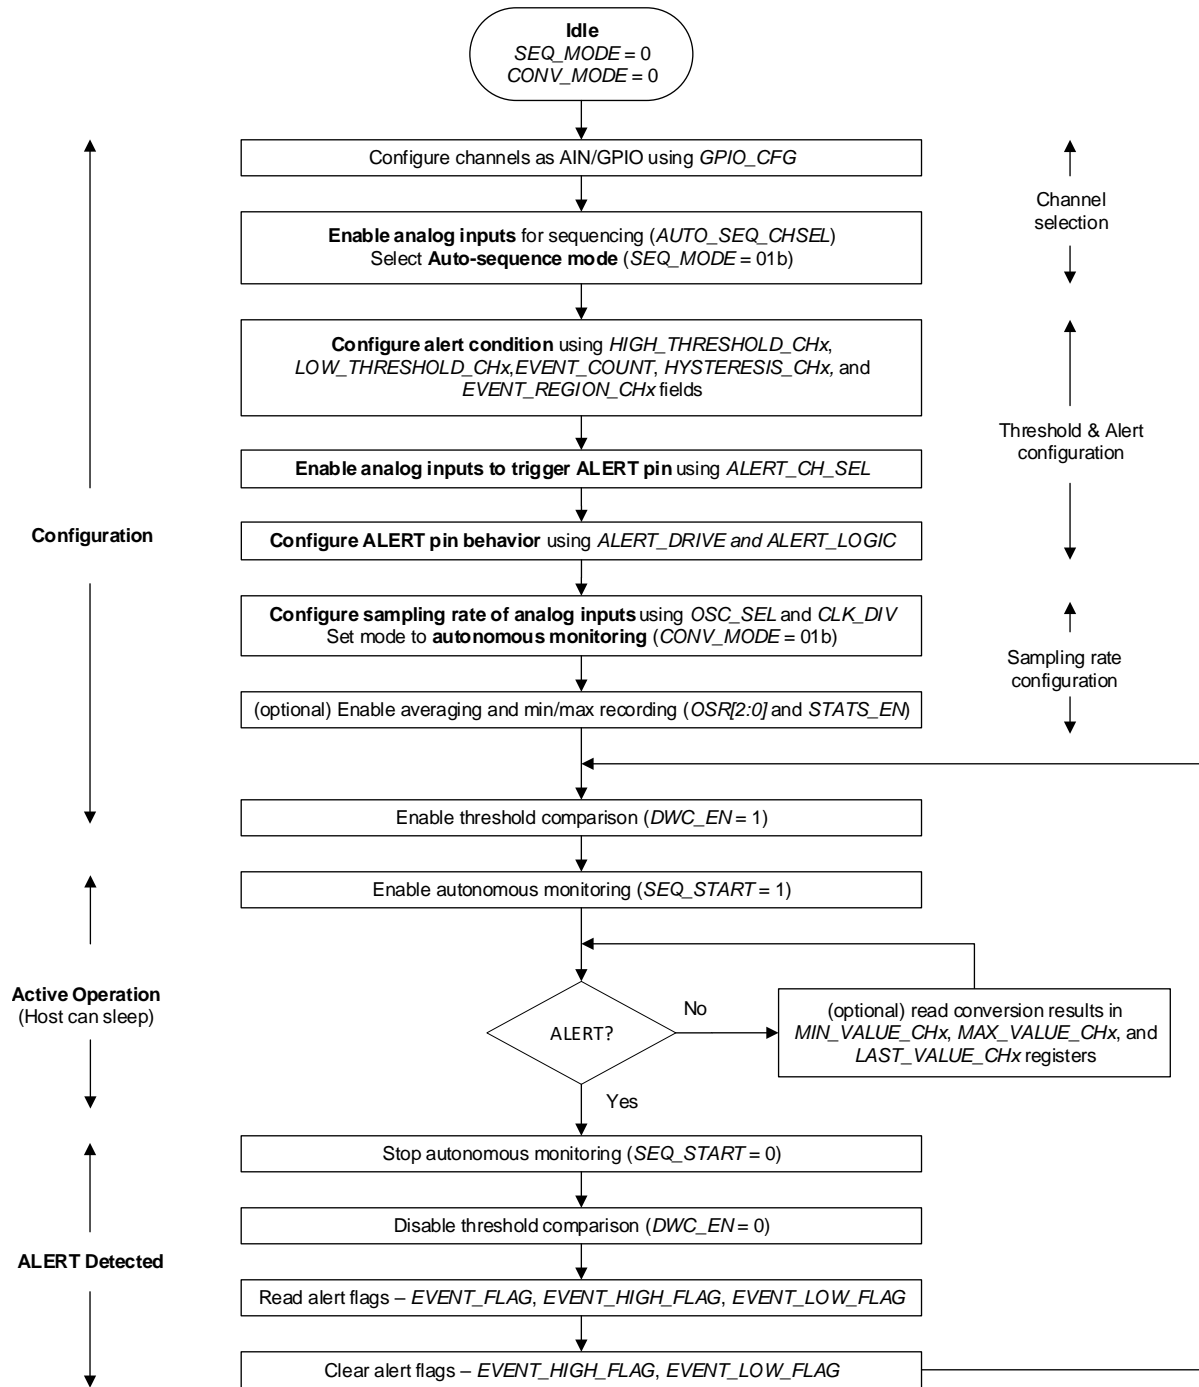 Idle
SEQ_MODE = 0
CONV_MODE = 0
Configure channels as AIN/GPIO using GPIO_CFG
Channel
selection
Enable analog inputs for sequencing (AUTO_SEQ_CHSEL)
Select Auto-sequence mode (SEQ_MODE = 01b)
Configure alert condition using HIGH_THRESHOLD_CHx,
LOW_THRESHOLD_CHx,EVENT_COUNT, HYSTERESIS_CHx, and
EVENT_REGION_CHx fields
Threshold & Alert
configuration
Enable analog inputs to trigger ALERT pin using ALERT_CH_SEL
Configuration
Configure ALERT pin behavior using ALERT_DRIVE and ALERT_LOGIC
Configure sampling rate of analog inputs using OSC_SEL and CLK_DIV
Set mode to autonomous monitoring (CONV_MODE = 01b)
Sampling rate
configuration
(optional) Enable averaging and min/max recording (OSR[2:0] and STATS_EN)
Enable threshold comparison (DWC_EN = 1)
Enable autonomous monitoring (SEQ_START = 1)
Active Operation
(Host can sleep)
ALERT?
No
(optional) read conversion results in
MIN_VALUE_CHx, MAX_VALUE_CHx, and
LAST_VALUE_CHx registers
Yes
Stop autonomous monitoring (SEQ_START = 0)
Disable threshold comparison (DWC_EN = 0)
ALERT Detected
Read alert flags – EVENT_FLAG, EVENT_HIGH_FLAG, EVENT_LOW_FLAG
Clear alert flags – EVENT_HIGH_FLAG, EVENT_LOW_FLAG